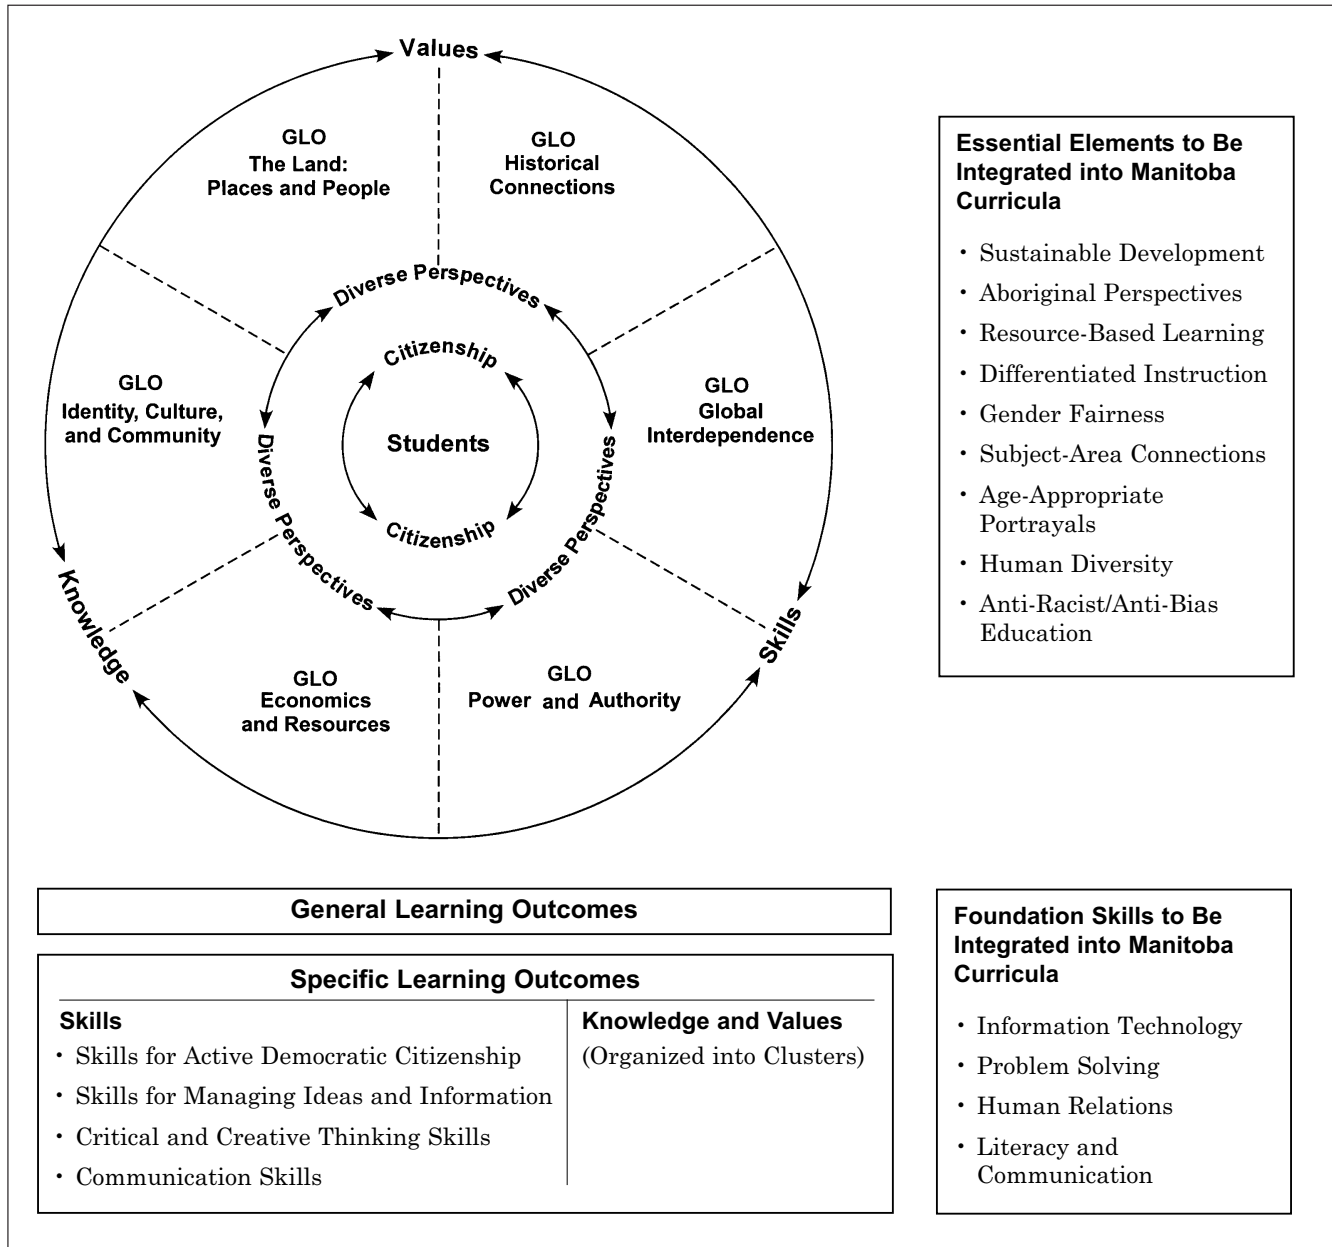 Values
GLO
The Land:
Places and People
GLO
Historical
Connections
GLO
Identity, Culture,
and Community
GLO
Global
Interdependence
Diverse Perspectives
Citizenship
Students
Citizenship
Diverse Perspectives
Diverse Perspectives
Knowledge
Skills
GLO
Economics
and Resources
GLO
Power and Authority
Essential Elements to Be
Integrated into Manitoba
Curricula
• Sustainable Development
• Aboriginal Perspectives
• Resource-Based Learning
• Differentiated Instruction
• Gender Fairness
• Subject-Area Connections
• Age-Appropriate
Portrayals
• Human Diversity
• Anti-Racist/Anti-Bias
Education
General Learning Outcomes
Specific Learning Outcomes
Skills
• Skills for Active Democratic Citizenship
• Skills for Managing Ideas and Information
• Critical and Creative Thinking Skills
• Communication Skills
Knowledge and Values
(Organized into Clusters)
Foundation Skills to Be
Integrated into Manitoba
Curricula
• Information Technology
• Problem Solving
• Human Relations
• Literacy and
Communication